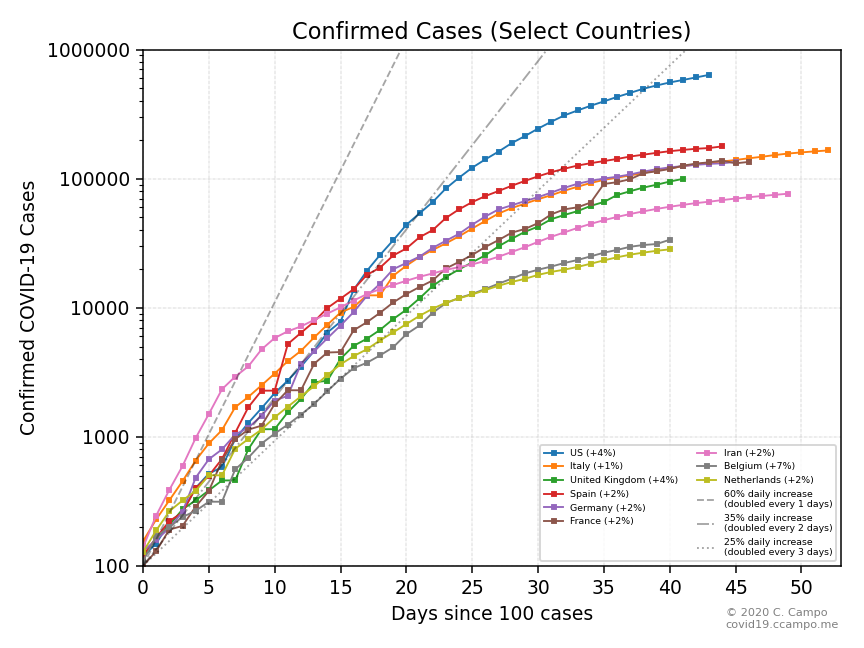 Confirmed Cases (Select Countries)
1000000
100000
10000
1000
100
Confirmed COVID-19 Cases
0 5 10 15 20 25 30 35 40 45 50
Days since 100 cases
US (+4%)
Italy (+1%)
United Kingdom (+4%)
Spain (+2%)
Germany (+2%)
France (+2%)
Iran (+2%)
Belgium (+7%)
Netherlands (+2%)
60% daily increase
(doubled every 1 days)
35% daily increase
(doubled every 2 days)
25% daily increase
(doubled every 3 days)
© 2020 C. Campo
covid19.ccampo.me